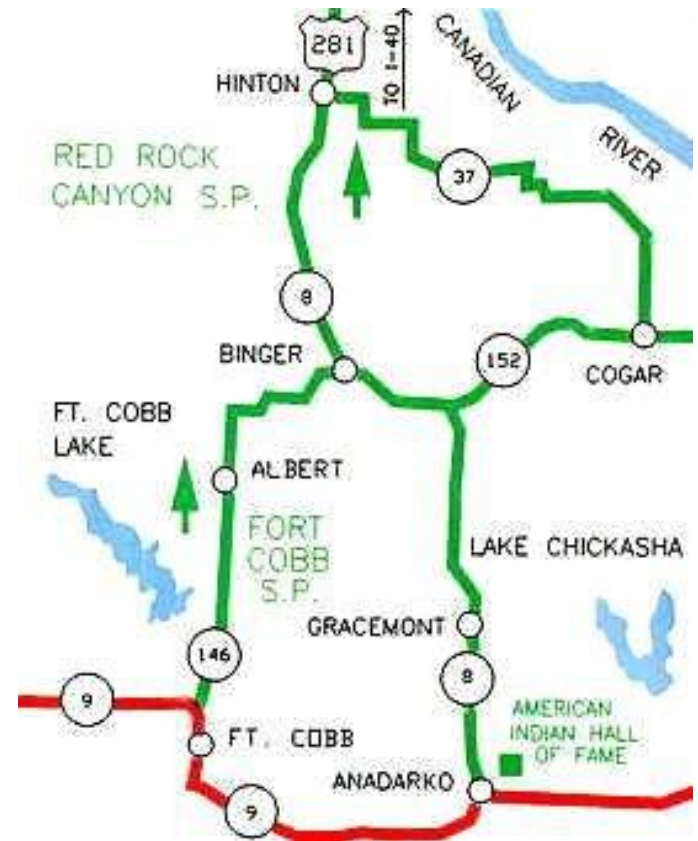 281
TO I-40
HINTON
CANADIAN
RIVER
RED ROCK
CANYON S.P.
37
8
BINGER
152
COGAR
FT. COBB
LAKE
ALBERT
FORT
COBB
S.P.
LAKE CHICKASHA
GRACEMONT
146
8
9
FT. COBB
AMERICAN
INDIAN HALL
OF FAME
ANADARKO
9